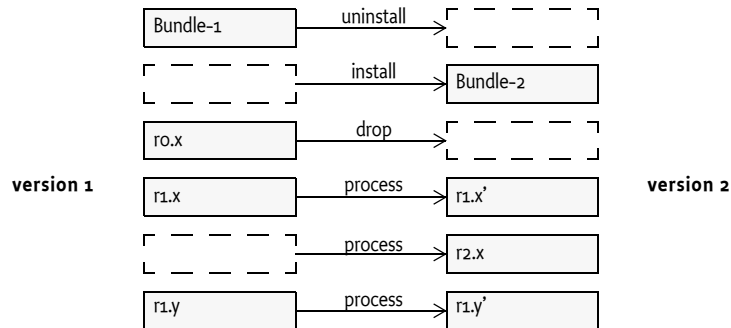 Bundle-1 uninstall
install Bundle-2
r0.x drop
version 1 r1.x process r1.x’ version 2
process r2.x
r1.y process r1.y’